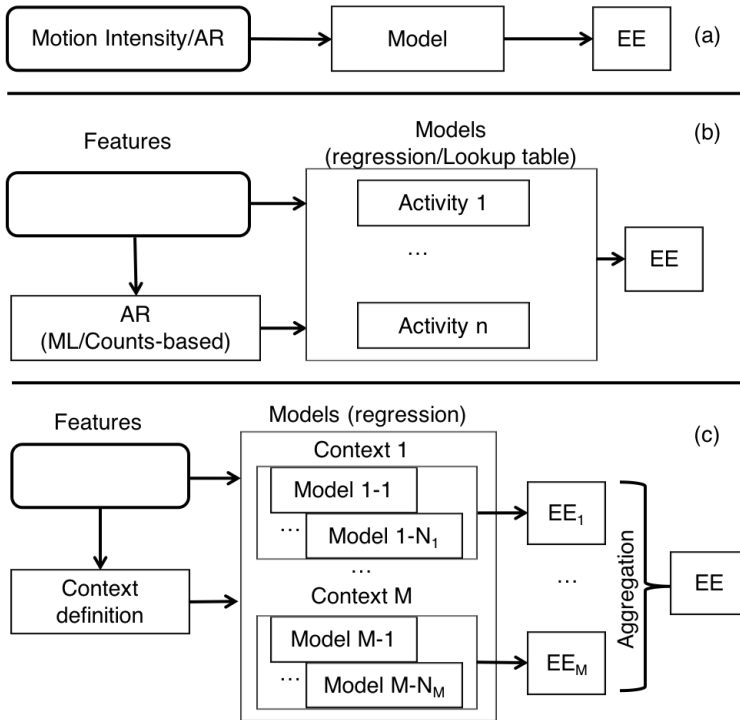 Motion Intensity/AR
Model
EE
(a)
Features
Models
(regression/Lookup table)
(b)
Activity 1
...
Activity n
EE
AR
(ML/Counts-based)
Features
Models (regression)
(c)
Context 1
Model 1-1
... Model 1-N₁
...
Context M
Model M-1
... Model M-Nₘ
Context
definition
EE₁
...
EEₘ
Aggregation
EE